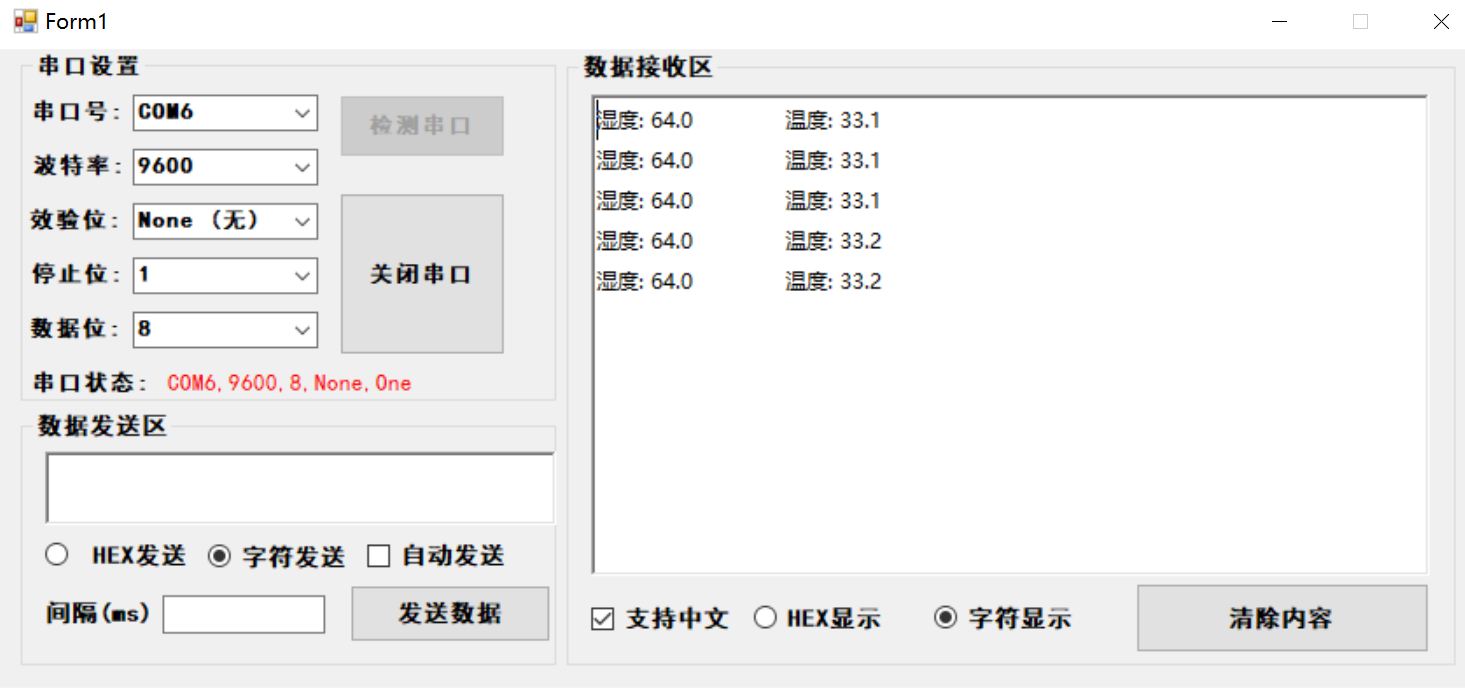 Form1
串口设置
串口号: COM6
检测串口
波特率: 9600
效验位: None (无)
停止位: 1
关闭串口
数据位: 8
串口状态: COM6,9600,8,None,One
数据发送区
HEX发送 字符发送 自动发送
间隔(ms) 发送数据
数据接收区
湿度: 64.0 温度: 33.1
湿度: 64.0 温度: 33.1
湿度: 64.0 温度: 33.1
湿度: 64.0 温度: 33.2
湿度: 64.0 温度: 33.2
支持中文 HEX显示 字符显示 清除内容